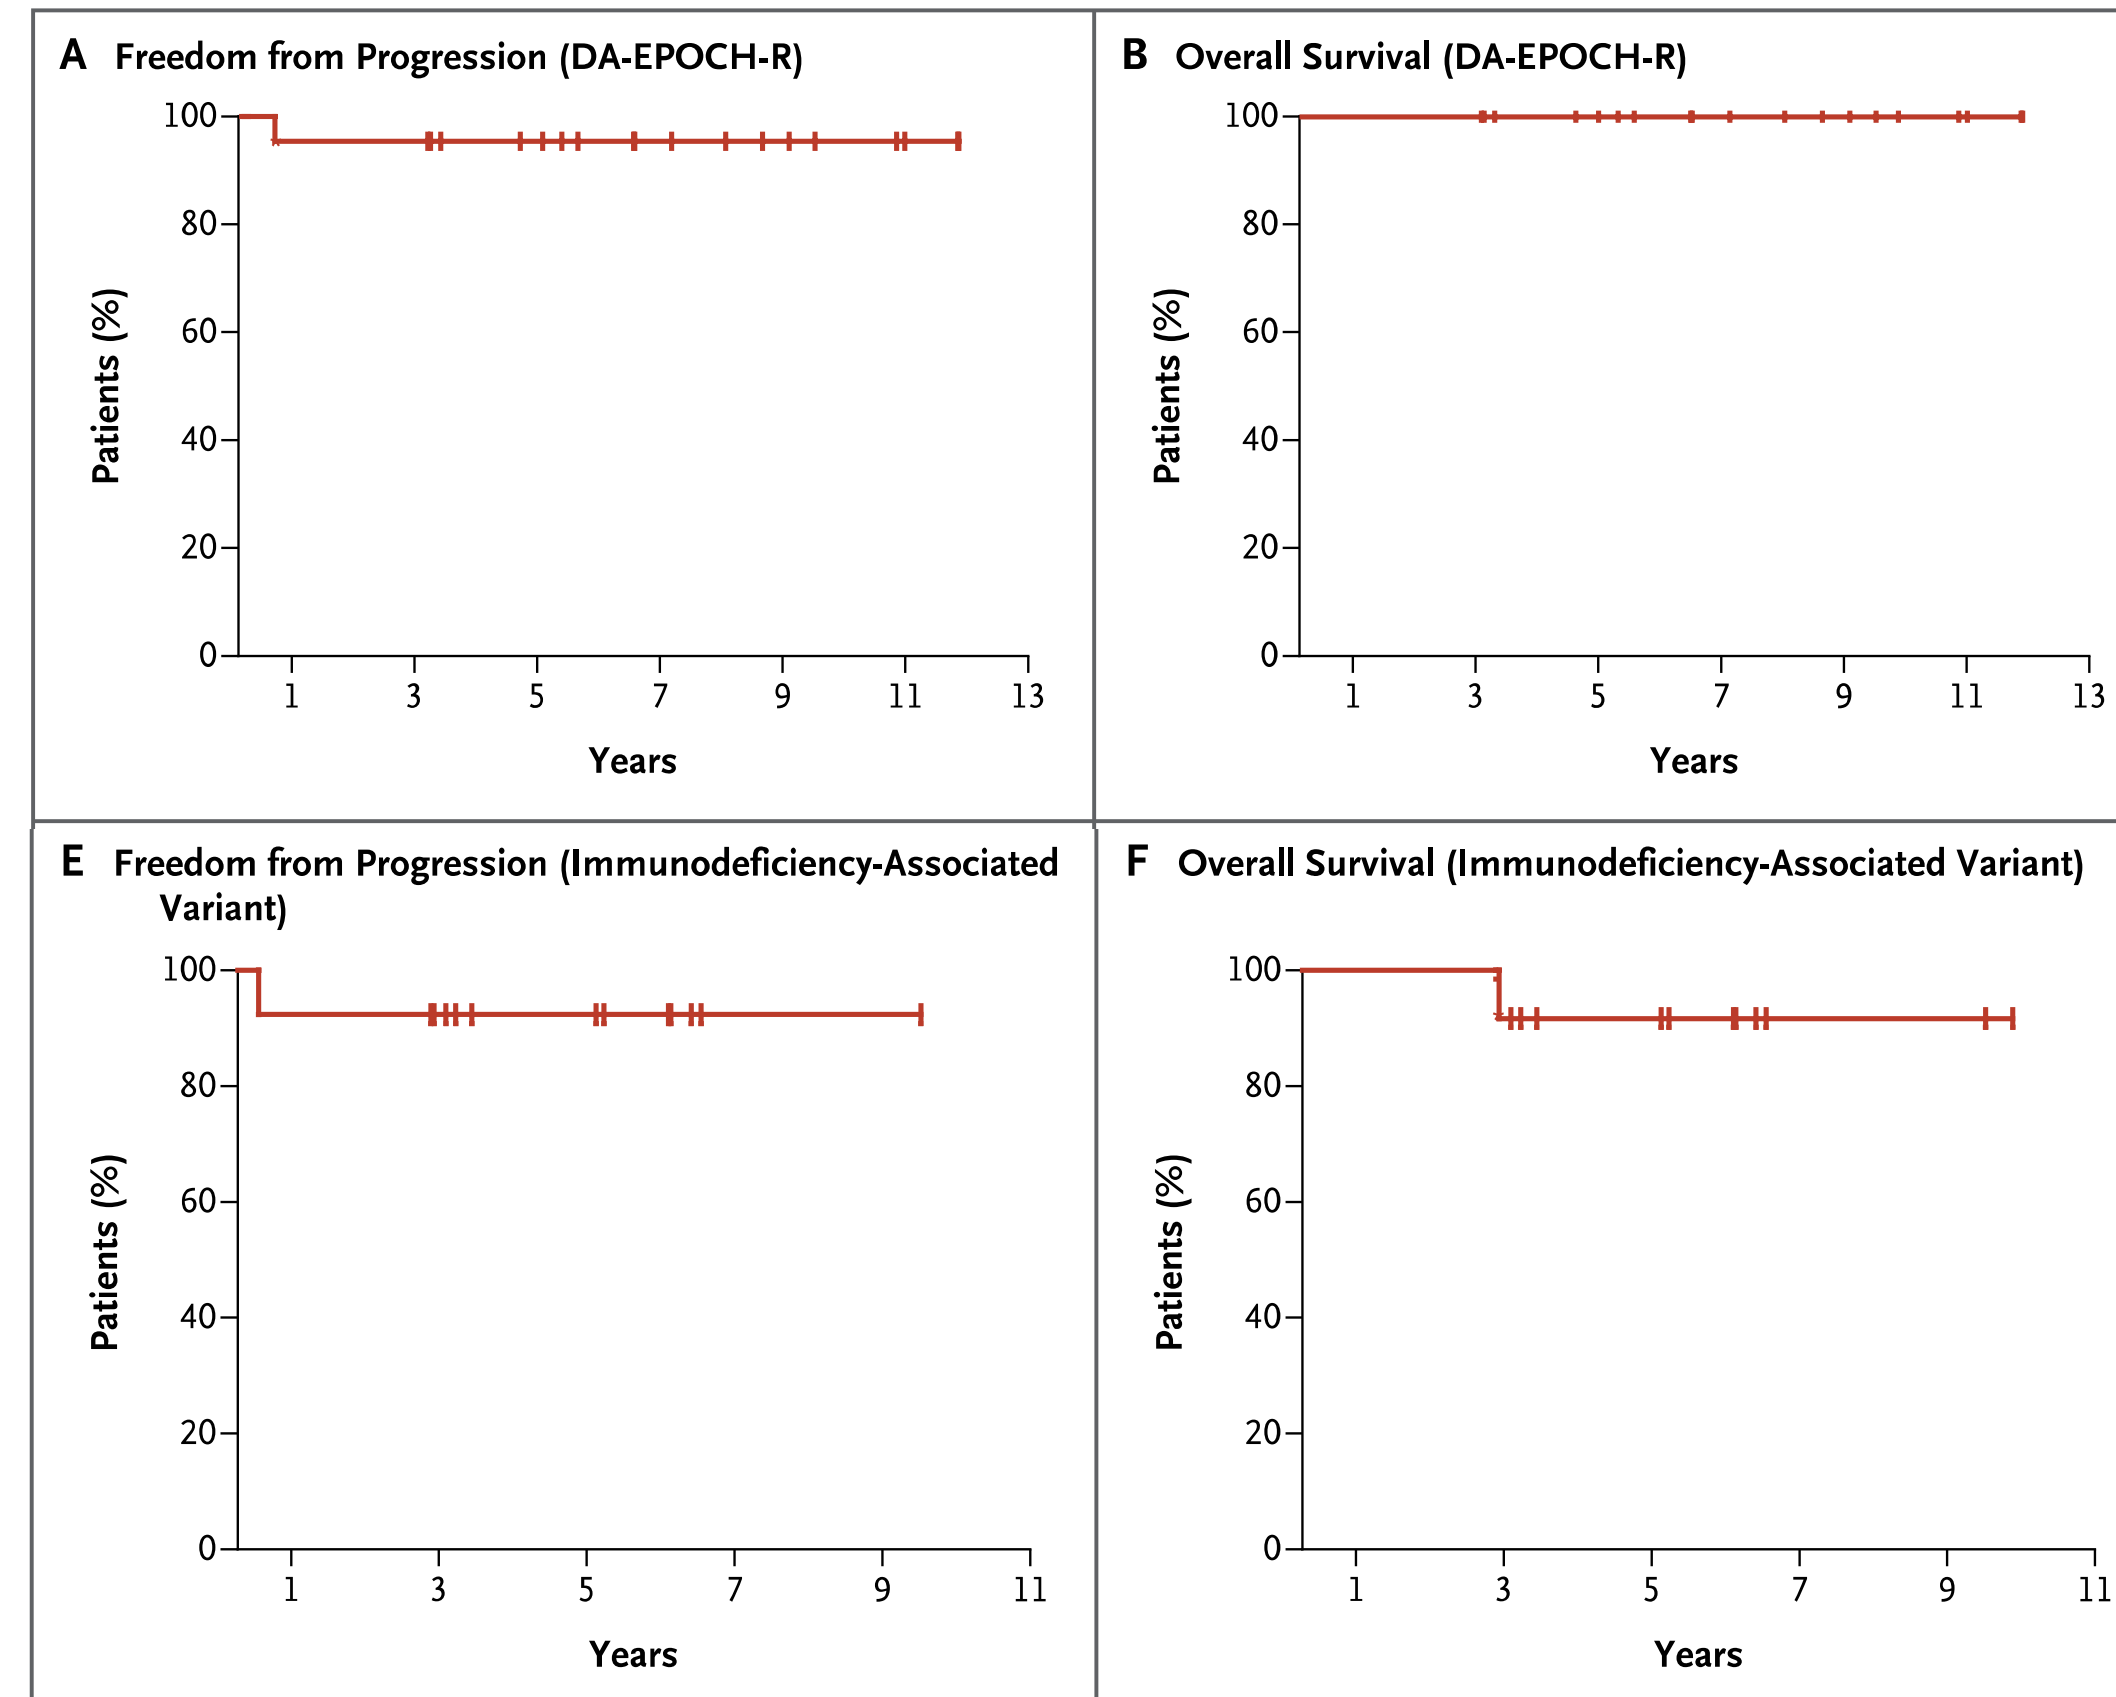 A Freedom from Progression (DA-EPOCH-R)
100
80
60
40
20
0
Patients (%)
1 3 5 7 9 11 13
Years
B Overall Survival (DA-EPOCH-R)
100
80
60
40
20
0
Patients (%)
1 3 5 7 9 11 13
Years
E Freedom from Progression (Immunodeficiency-Associated
Variant)
100
80
60
40
20
0
Patients (%)
1 3 5 7 9 11
Years
F Overall Survival (Immunodeficiency-Associated Variant)
100
80
60
40
20
0
Patients (%)
1 3 5 7 9 11
Years